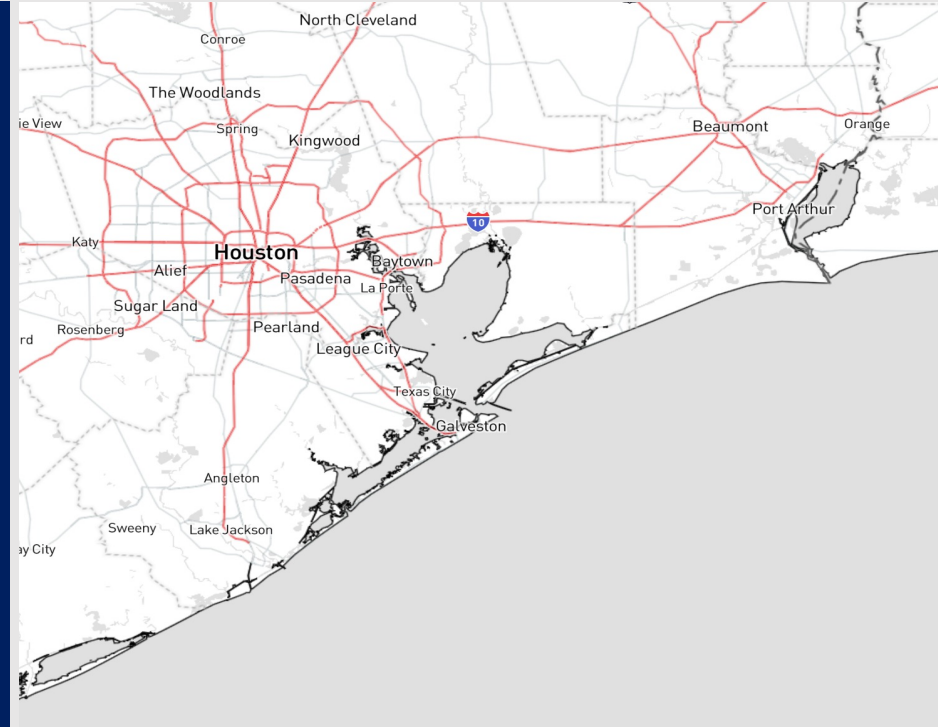 North Cleveland
Conroe
The Woodlands
ie View
Spring
Kingwood
Beaumont
Orange
Port Arthur
10
Katy
Houston
Alief
Baytown
Pasadena
La Porte
Sugar Land
Rosenberg
Pearland
rd
League City
Texas City
Galveston
Angleton
Sweeny
Lake Jackson
ay City